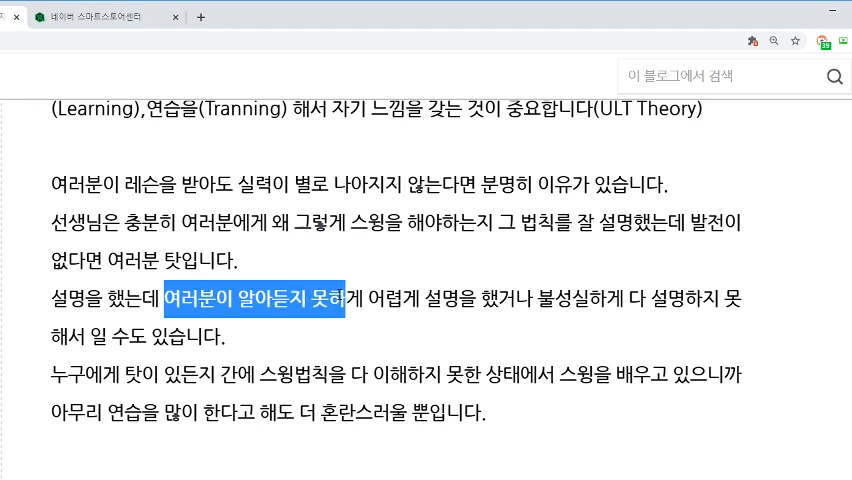 네이버 스마트스토어센터
39
이 블로그에서 검색
(Learning),연습을(Tranning) 해서 자기 느낌을 갖는 것이 중요합니다(ULT Theory)
여러분이 레슨을 받아도 실력이 별로 나아지지 않는다면 분명히 이유가 있습니다.
선생님은 충분히 여러분에게 왜 그렇게 스윙을 해야하는지 그 법칙를 잘 설명했는데 발전이
없다면 여러분 탓입니다.
설명을 했는데 여러분이 알아듣지 못하게 어렵게 설명을 했거나 불성실하게 다 설명하지 못
해서 일 수도 있습니다.
누구에게 탓이 있든지 간에 스윙법칙을 다 이해하지 못한 상태에서 스윙을 배우고 있으니까
아무리 연습을 많이 한다고 해도 더 혼란스러울 뿐입니다.